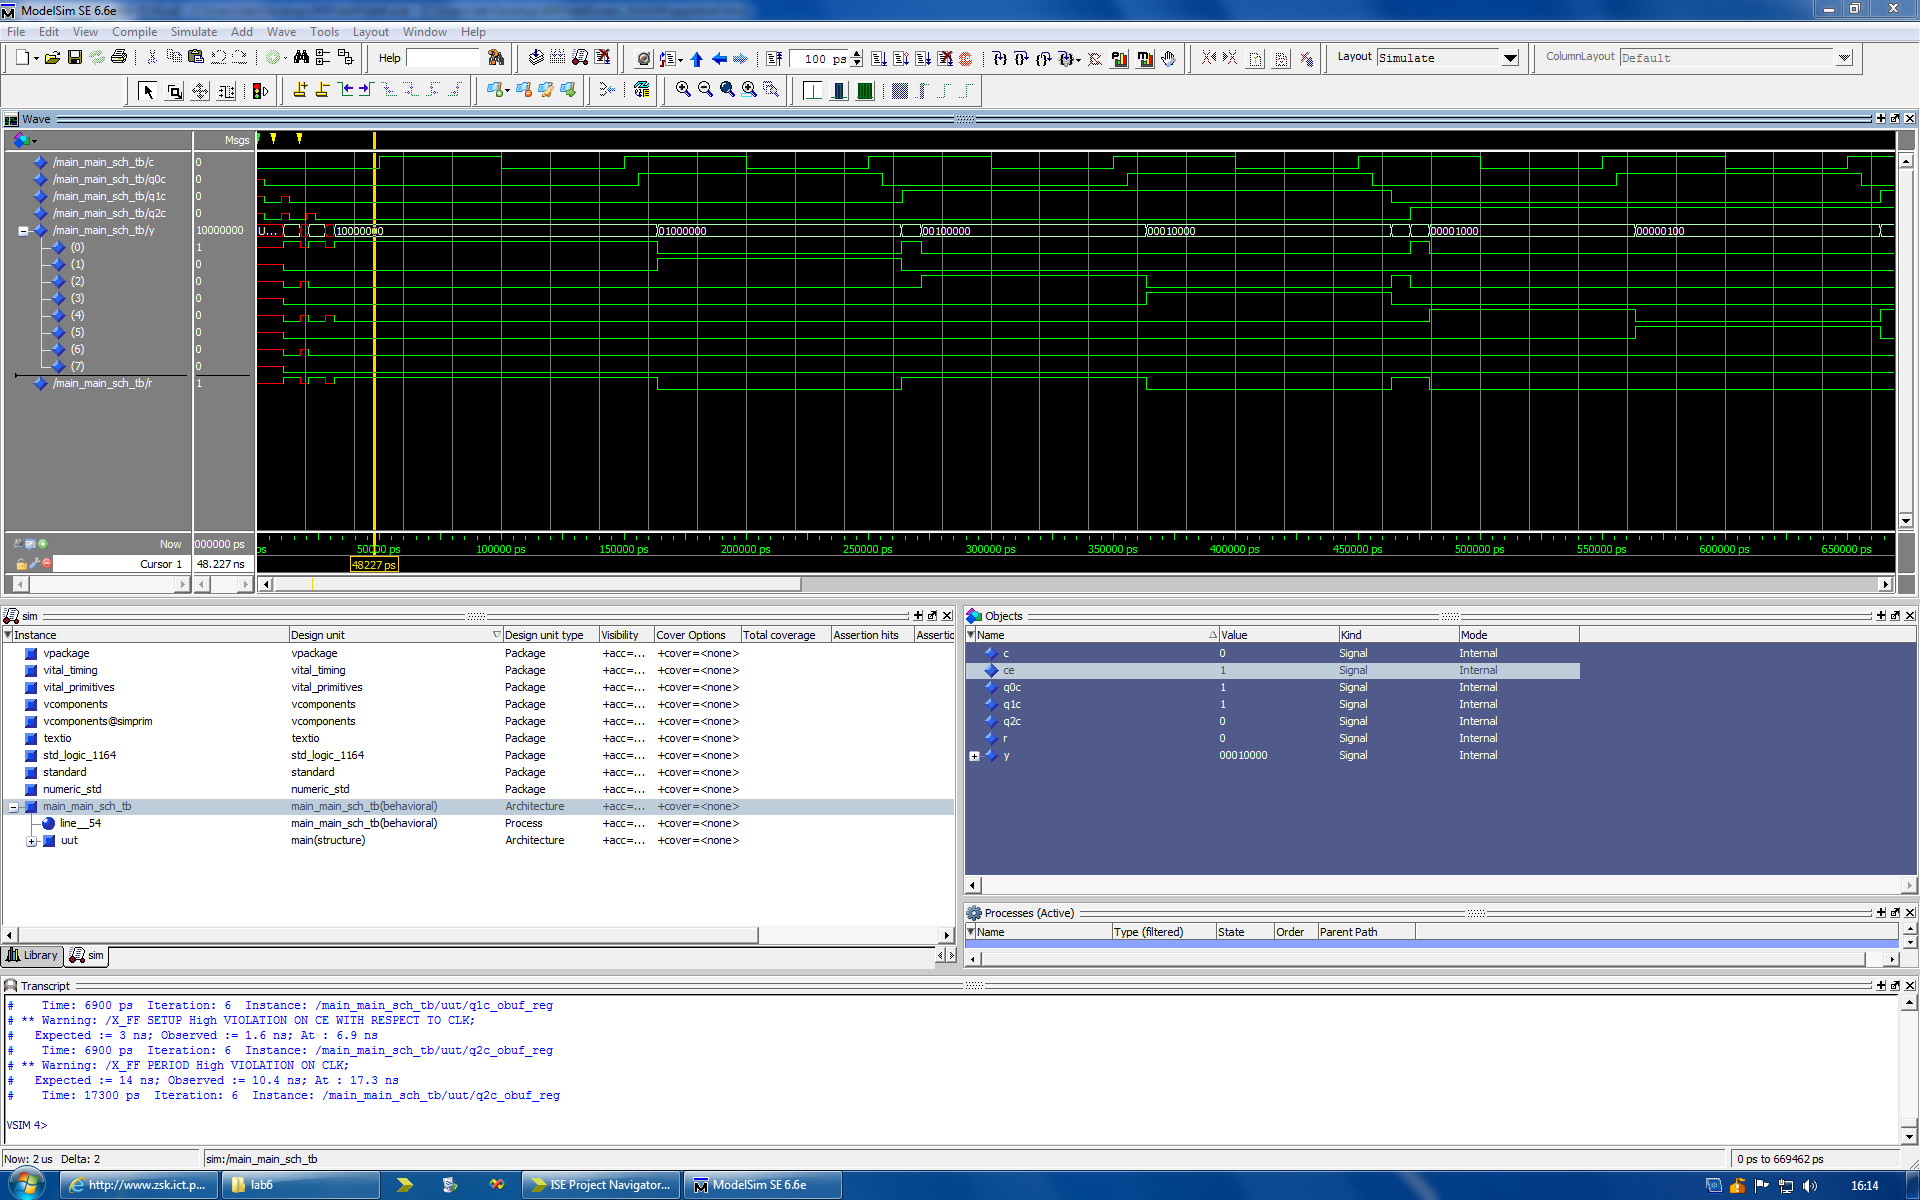 ModelSim SE 6.6e
File Edit View Compile Simulate Add Wave Tools Layout Window Help
Help 100 ps Layout Simulate ColumnLayout Default
Wave
Msgs
/main_main_sch_tb/c 0
/main_main_sch_tb/q0c 0
/main_main_sch_tb/q1c 0
/main_main_sch_tb/q2c 0
/main_main_sch_tb/y 10000000 U... 10000000 01000000 00100000 00010000 00001000 00000100
(0) 1
(1) 0
(2) 0
(3) 0
(4) 0
(5) 0
(6) 0
(7) 0
/main_main_sch_tb/r 1
Now 000000 ps ps 50000 ps 100000 ps 150000 ps 200000 ps 250000 ps 300000 ps 350000 ps 400000 ps 450000 ps 500000 ps 550000 ps 600000 ps 650000 ps
Cursor 1 48.227 ns 48227 ps
sim
Instance Design unit Design unit type Visibility Cover Options Total coverage Assertion hits Assertic
vpackage vpackage Package +acc=... +cover=<none>
vital_timing vital_timing Package +acc=... +cover=<none>
vital_primitives vital_primitives Package +acc=... +cover=<none>
vcomponents vcomponents Package +acc=... +cover=<none>
vcomponents@simprim vcomponents Package +acc=... +cover=<none>
textio textio Package +acc=... +cover=<none>
std_logic_1164 std_logic_1164 Package +acc=... +cover=<none>
standard standard Package +acc=... +cover=<none>
numeric_std numeric_std Package +acc=... +cover=<none>
main_main_sch_tb main_main_sch_tb(behavioral) Architecture +acc=... +cover=<none>
line__54 main_main_sch_tb(behavioral) Process +acc=... +cover=<none>
uut main(structure) Architecture +acc=... +cover=<none>
Library sim
Objects
Name Value Kind Mode
c 0 Signal Internal
ce 1 Signal Internal
q0c 1 Signal Internal
q1c 1 Signal Internal
q2c 0 Signal Internal
r 0 Signal Internal
y 00010000 Signal Internal
Processes (Active)
Name Type (filtered) State Order Parent Path
Transcript
# Time: 6900 ps Iteration: 6 Instance: /main_main_sch_tb/uut/q1c_obuf_reg
# ** Warning: /X_FF SETUP High VIOLATION ON CE WITH RESPECT TO CLK;
# Expected := 3 ns; Observed := 1.6 ns; At : 6.9 ns
# Time: 6900 ps Iteration: 6 Instance: /main_main_sch_tb/uut/q2c_obuf_reg
# ** Warning: /X_FF PERIOD High VIOLATION ON CLK;
# Expected := 14 ns; Observed := 10.4 ns; At : 17.3 ns
# Time: 17300 ps Iteration: 6 Instance: /main_main_sch_tb/uut/q2c_obuf_reg
VSIM 4>
Now: 2 us Delta: 2 sim:/main_main_sch_tb 0 ps to 669462 ps
http://www.zsk.ict.p... lab6 ISE Project Navigator... ModelSim SE 6.6e 16:14